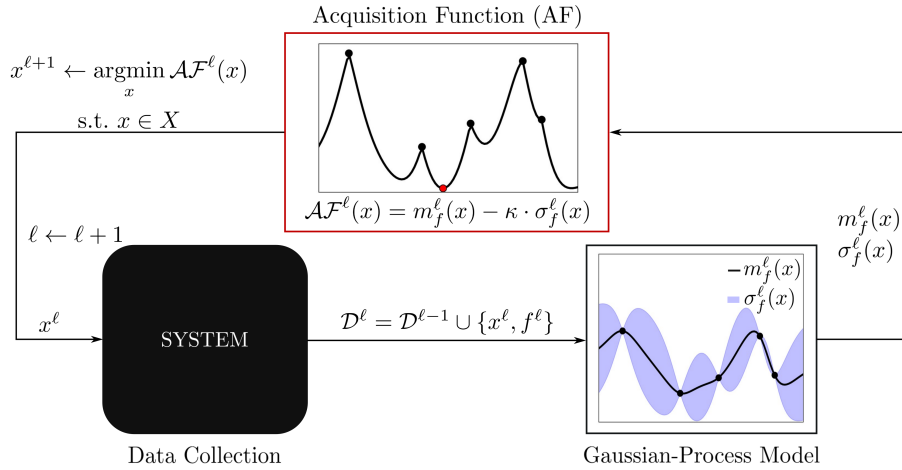 Acquisition Function (AF)
x^{ℓ+1} ← argmin 𝒜ℱ^ℓ(x)
x
s.t. x ∈ X
𝒜ℱ^ℓ(x) = m_f^ℓ(x) − κ · σ_f^ℓ(x)
ℓ ← ℓ + 1
m_f^ℓ(x)
σ_f^ℓ(x)
m_f^ℓ(x)
σ_f^ℓ(x)
x^ℓ
SYSTEM
𝒟^ℓ = 𝒟^{ℓ−1} ∪ {x^ℓ, f^ℓ}
Data Collection
Gaussian-Process Model